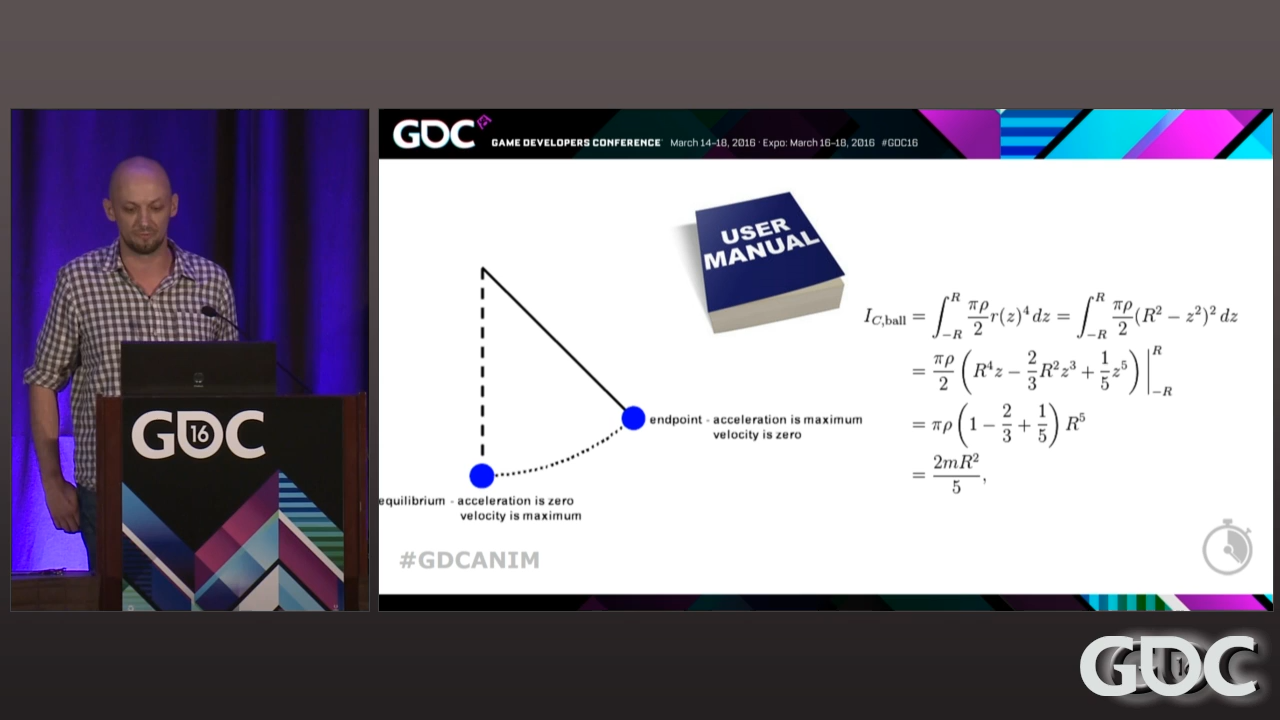 GDC
GAME DEVELOPERS CONFERENCE March 14-18, 2016 · Expo: March 16-18, 2016 #GDC16
USER
MANUAL
I_{C,ball} = ∫_{-R}^{R} πρ/2 r(z)^4 dz = ∫_{-R}^{R} πρ/2 (R^2 − z^2)^2 dz
= πρ/2 (R^4 z − 2/3 R^2 z^3 + 1/5 z^5) |_{-R}^{R}
= πρ (1 − 2/3 + 1/5) R^5
= 2mR^2/5,
endpoint - acceleration is maximum
velocity is zero
equilibrium - acceleration is zero
velocity is maximum
#GDCANIM
GDC
16
GDC